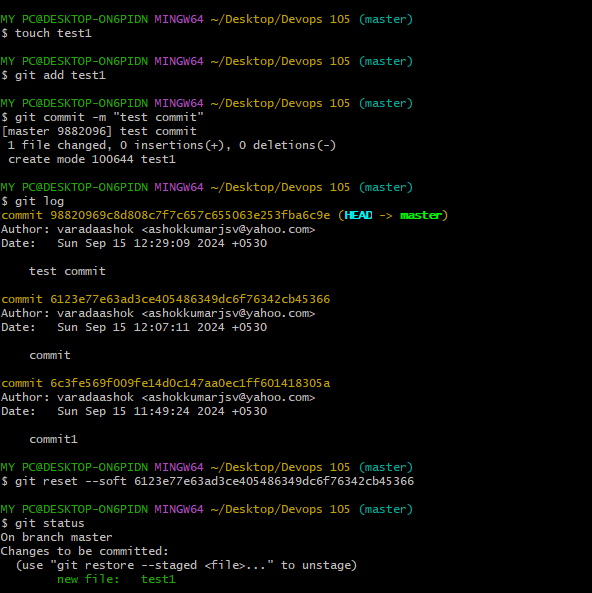 MY PC@DESKTOP-ON6PIDN MINGW64 ~/Desktop/Devops 105 (master)
$ touch test1
MY PC@DESKTOP-ON6PIDN MINGW64 ~/Desktop/Devops 105 (master)
$ git add test1
MY PC@DESKTOP-ON6PIDN MINGW64 ~/Desktop/Devops 105 (master)
$ git commit -m "test commit"
[master 9882096] test commit
 1 file changed, 0 insertions(+), 0 deletions(-)
 create mode 100644 test1
MY PC@DESKTOP-ON6PIDN MINGW64 ~/Desktop/Devops 105 (master)
$ git log
commit 98820969c8d808c7f7c657c655063e253fba6c9e (HEAD -> master)
Author: varadaashok <ashokkumarjsv@yahoo.com>
Date:   Sun Sep 15 12:29:09 2024 +0530
    test commit
commit 6123e77e63ad3ce405486349dc6f76342cb45366
Author: varadaashok <ashokkumarjsv@yahoo.com>
Date:   Sun Sep 15 12:07:11 2024 +0530
    commit
commit 6c3fe569f009fe14d0c147aa0ec1ff601418305a
Author: varadaashok <ashokkumarjsv@yahoo.com>
Date:   Sun Sep 15 11:49:24 2024 +0530
    commit1
MY PC@DESKTOP-ON6PIDN MINGW64 ~/Desktop/Devops 105 (master)
$ git reset --soft 6123e77e63ad3ce405486349dc6f76342cb45366
MY PC@DESKTOP-ON6PIDN MINGW64 ~/Desktop/Devops 105 (master)
$ git status
On branch master
Changes to be committed:
  (use "git restore --staged <file>..." to unstage)
        new file:   test1